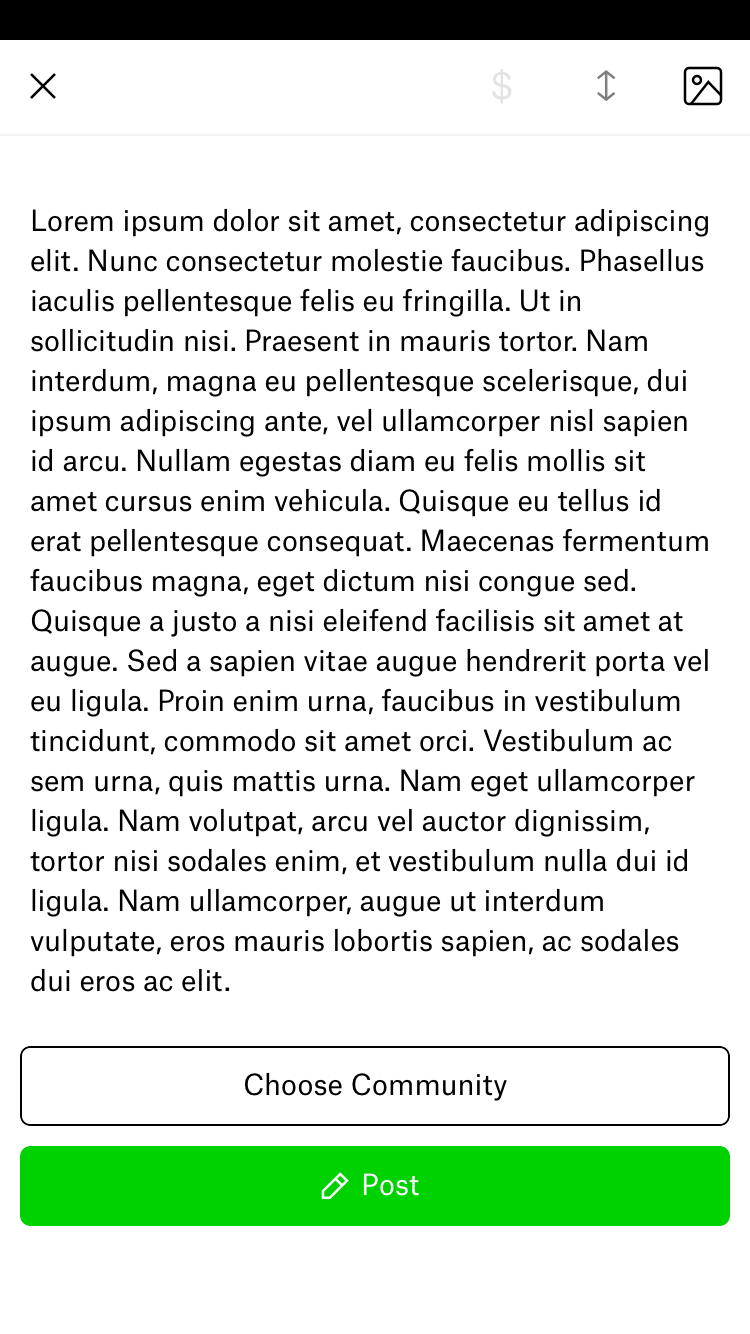 $
Lorem ipsum dolor sit amet, consectetur adipiscing
elit. Nunc consectetur molestie faucibus. Phasellus
iaculis pellentesque felis eu fringilla. Ut in
sollicitudin nisi. Praesent in mauris tortor. Nam
interdum, magna eu pellentesque scelerisque, dui
ipsum adipiscing ante, vel ullamcorper nisl sapien
id arcu. Nullam egestas diam eu felis mollis sit
amet cursus enim vehicula. Quisque eu tellus id
erat pellentesque consequat. Maecenas fermentum
faucibus magna, eget dictum nisi congue sed.
Quisque a justo a nisi eleifend facilisis sit amet at
augue. Sed a sapien vitae augue hendrerit porta vel
eu ligula. Proin enim urna, faucibus in vestibulum
tincidunt, commodo sit amet orci. Vestibulum ac
sem urna, quis mattis urna. Nam eget ullamcorper
ligula. Nam volutpat, arcu vel auctor dignissim,
tortor nisi sodales enim, et vestibulum nulla dui id
ligula. Nam ullamcorper, augue ut interdum
vulputate, eros mauris lobortis sapien, ac sodales
dui eros ac elit.
Choose Community
Post